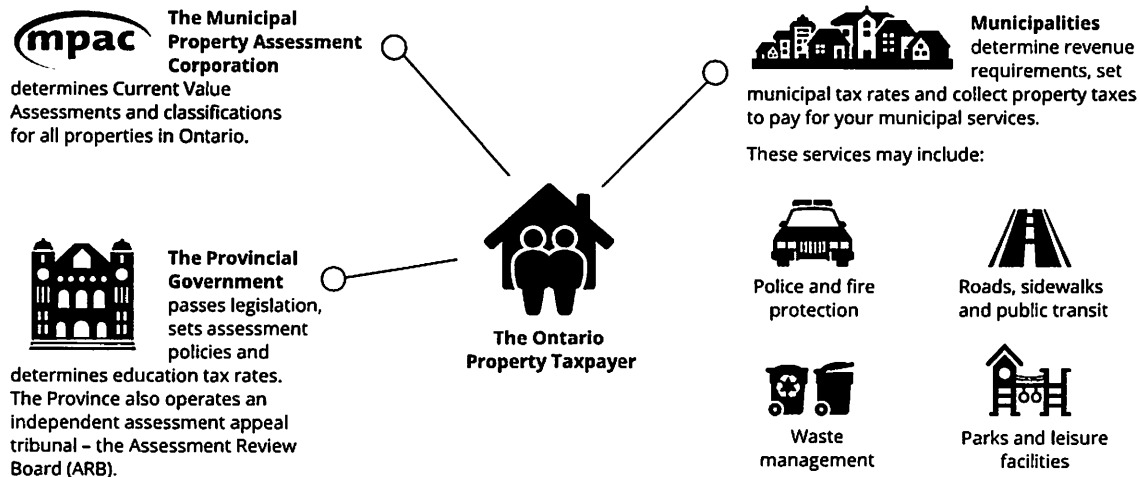 mpac
The Municipal
Property Assessment
Corporation
determines Current Value
Assessments and classifications
for all properties in Ontario.
The Provincial
Government
passes legislation,
sets assessment
policies and
determines education tax rates.
The Province also operates an
independent assessment appeal
tribunal – the Assessment Review
Board (ARB).
The Ontario
Property Taxpayer
Municipalities
determine revenue
requirements, set
municipal tax rates and collect property taxes
to pay for your municipal services.
These services may include:
Police and fire
protection
Roads, sidewalks
and public transit
Waste
management
Parks and leisure
facilities